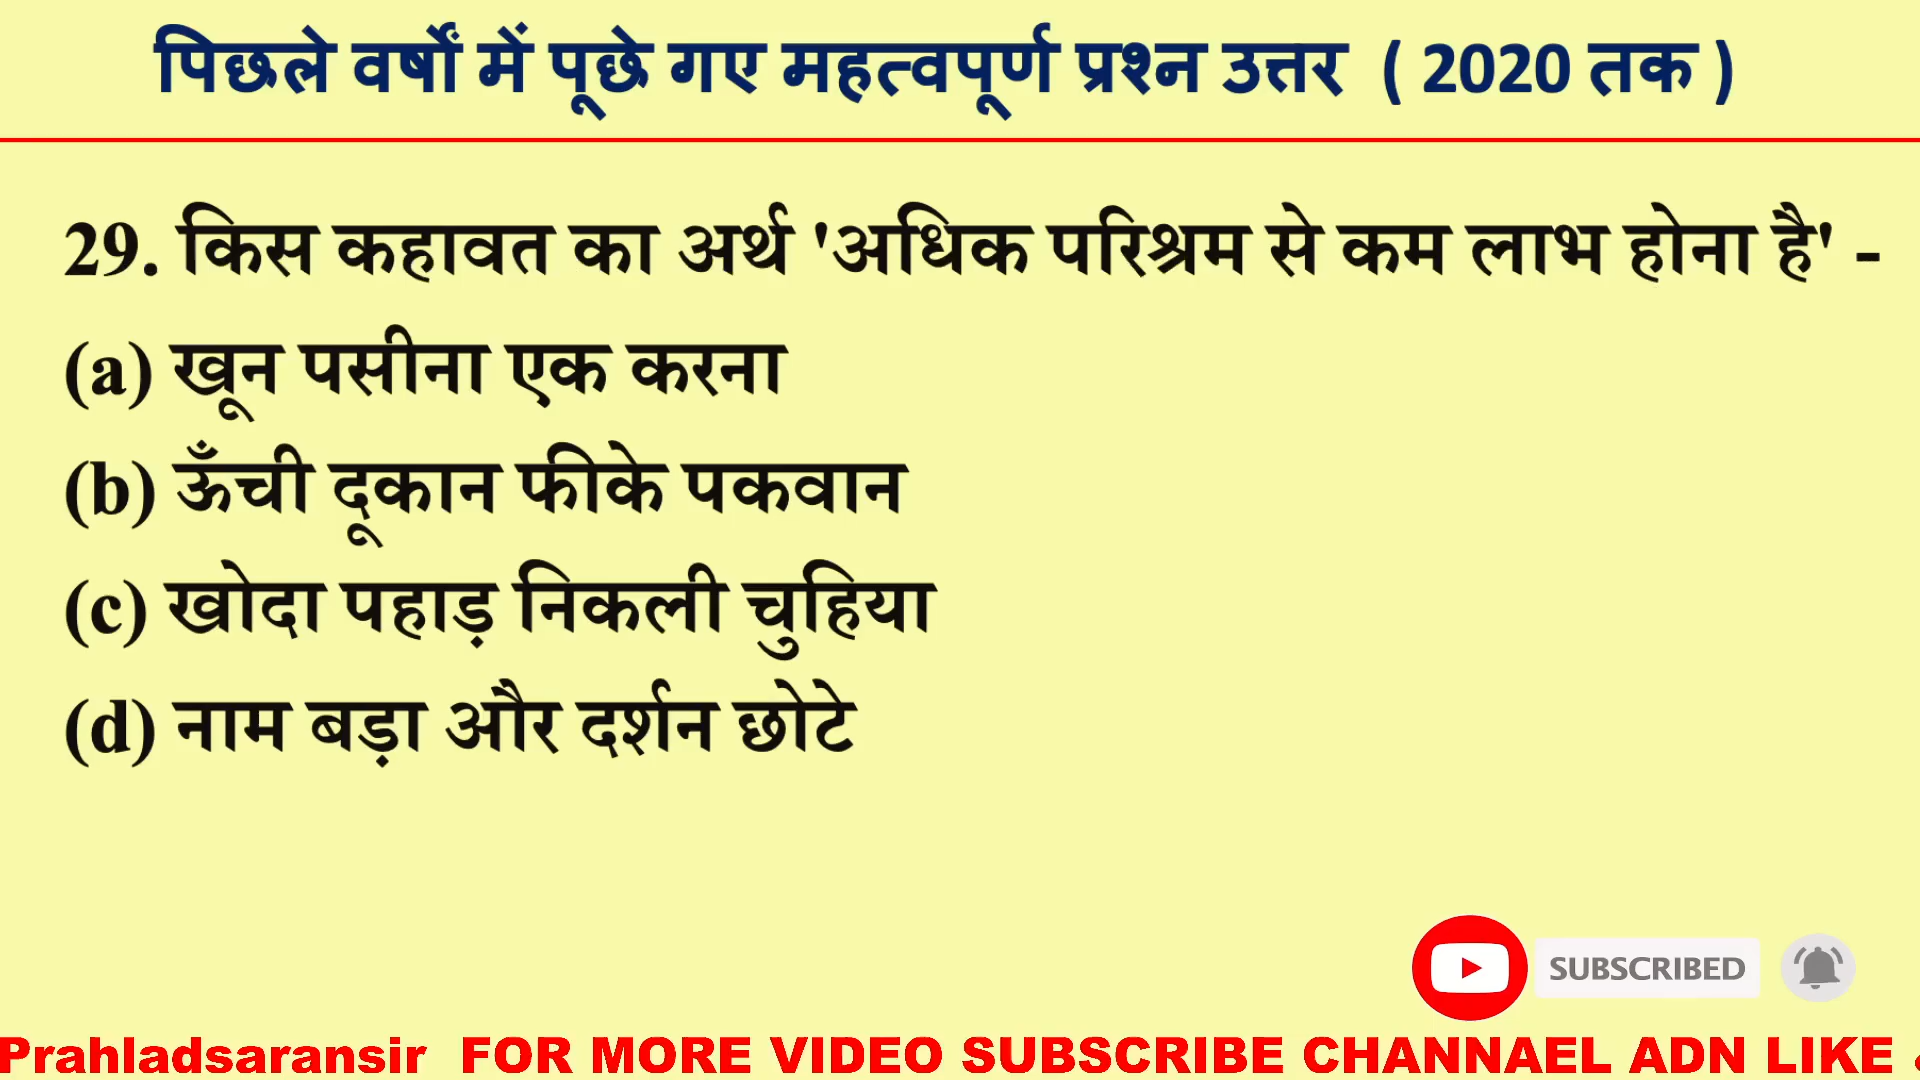 पिछले वर्षों में पूछे गए महत्वपूर्ण प्रश्न उत्तर ( 2020 तक )
29. किस कहावत का अर्थ 'अधिक परिश्रम से कम लाभ होना है' -
(a) खून पसीना एक करना
(b) ऊँची दूकान फीके पकवान
(c) खोदा पहाड़ निकली चुहिया
(d) नाम बड़ा और दर्शन छोटे
SUBSCRIBED
Prahladsaransir FOR MORE VIDEO SUBSCRIBE CHANNAEL ADN LIKE